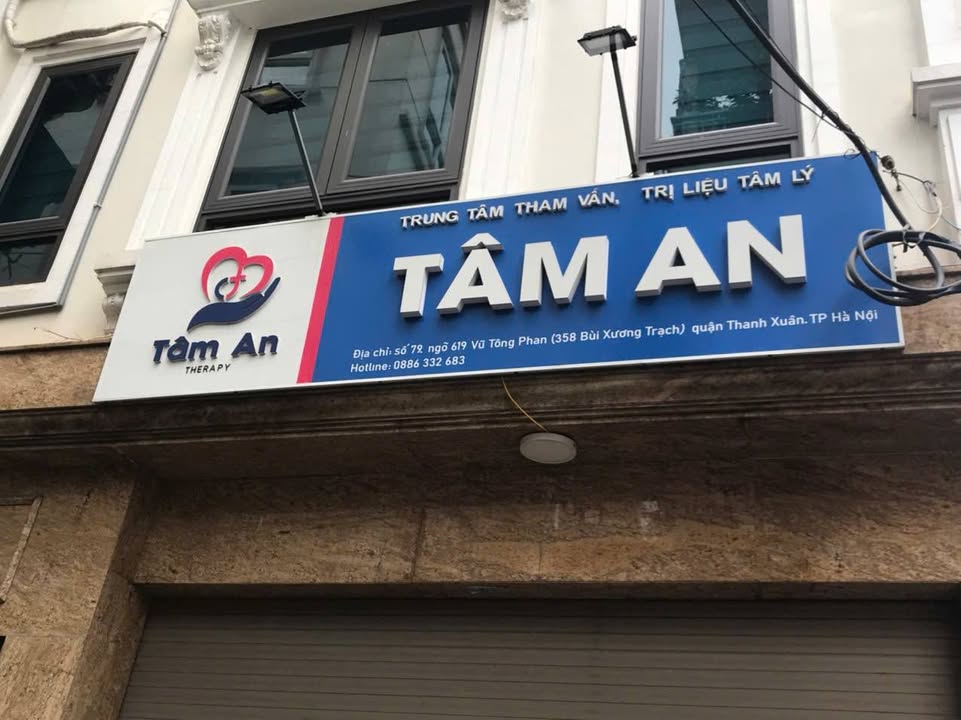 Tâm An
THERAPY
TRUNG TÂM THAM VẤN, TRỊ LIỆU TÂM LÝ
TÂM AN
Địa chỉ: số 79, ngõ 619 Vũ Tông Phan (358 Bùi Xương Trạch) quận Thanh Xuân. TP Hà Nội
Hotline: 0886 332 683